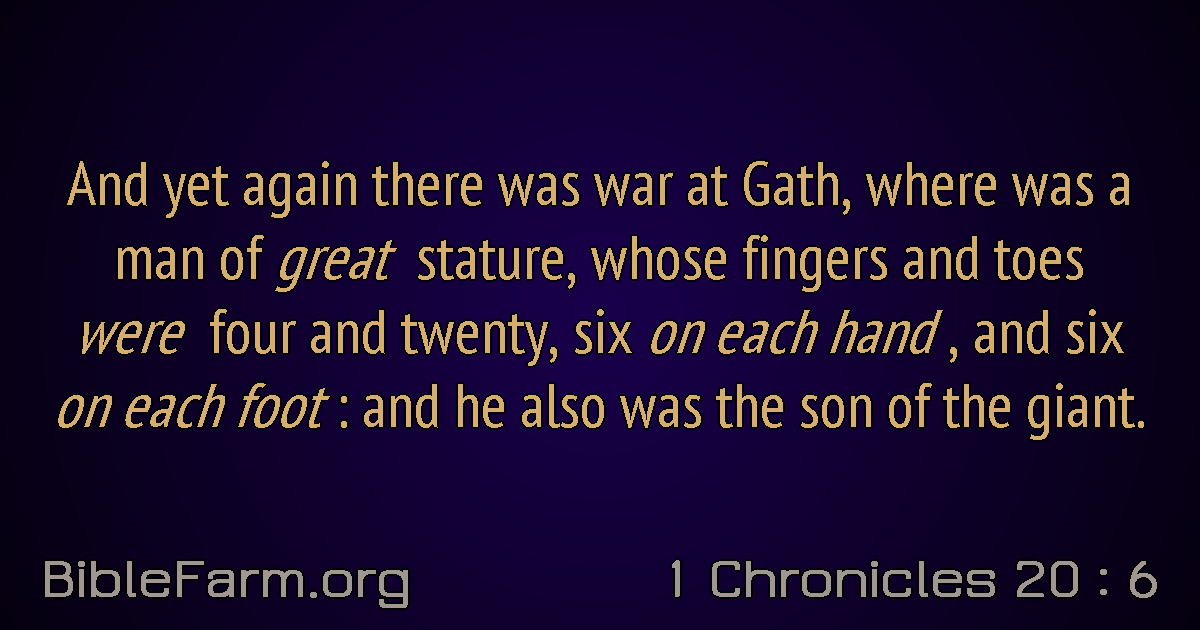 And yet again there was war at Gath, where was a
man of great stature, whose fingers and toes
were four and twenty, six on each hand , and six
on each foot : and he also was the son of the giant.
BibleFarm.org
1 Chronicles 20 : 6